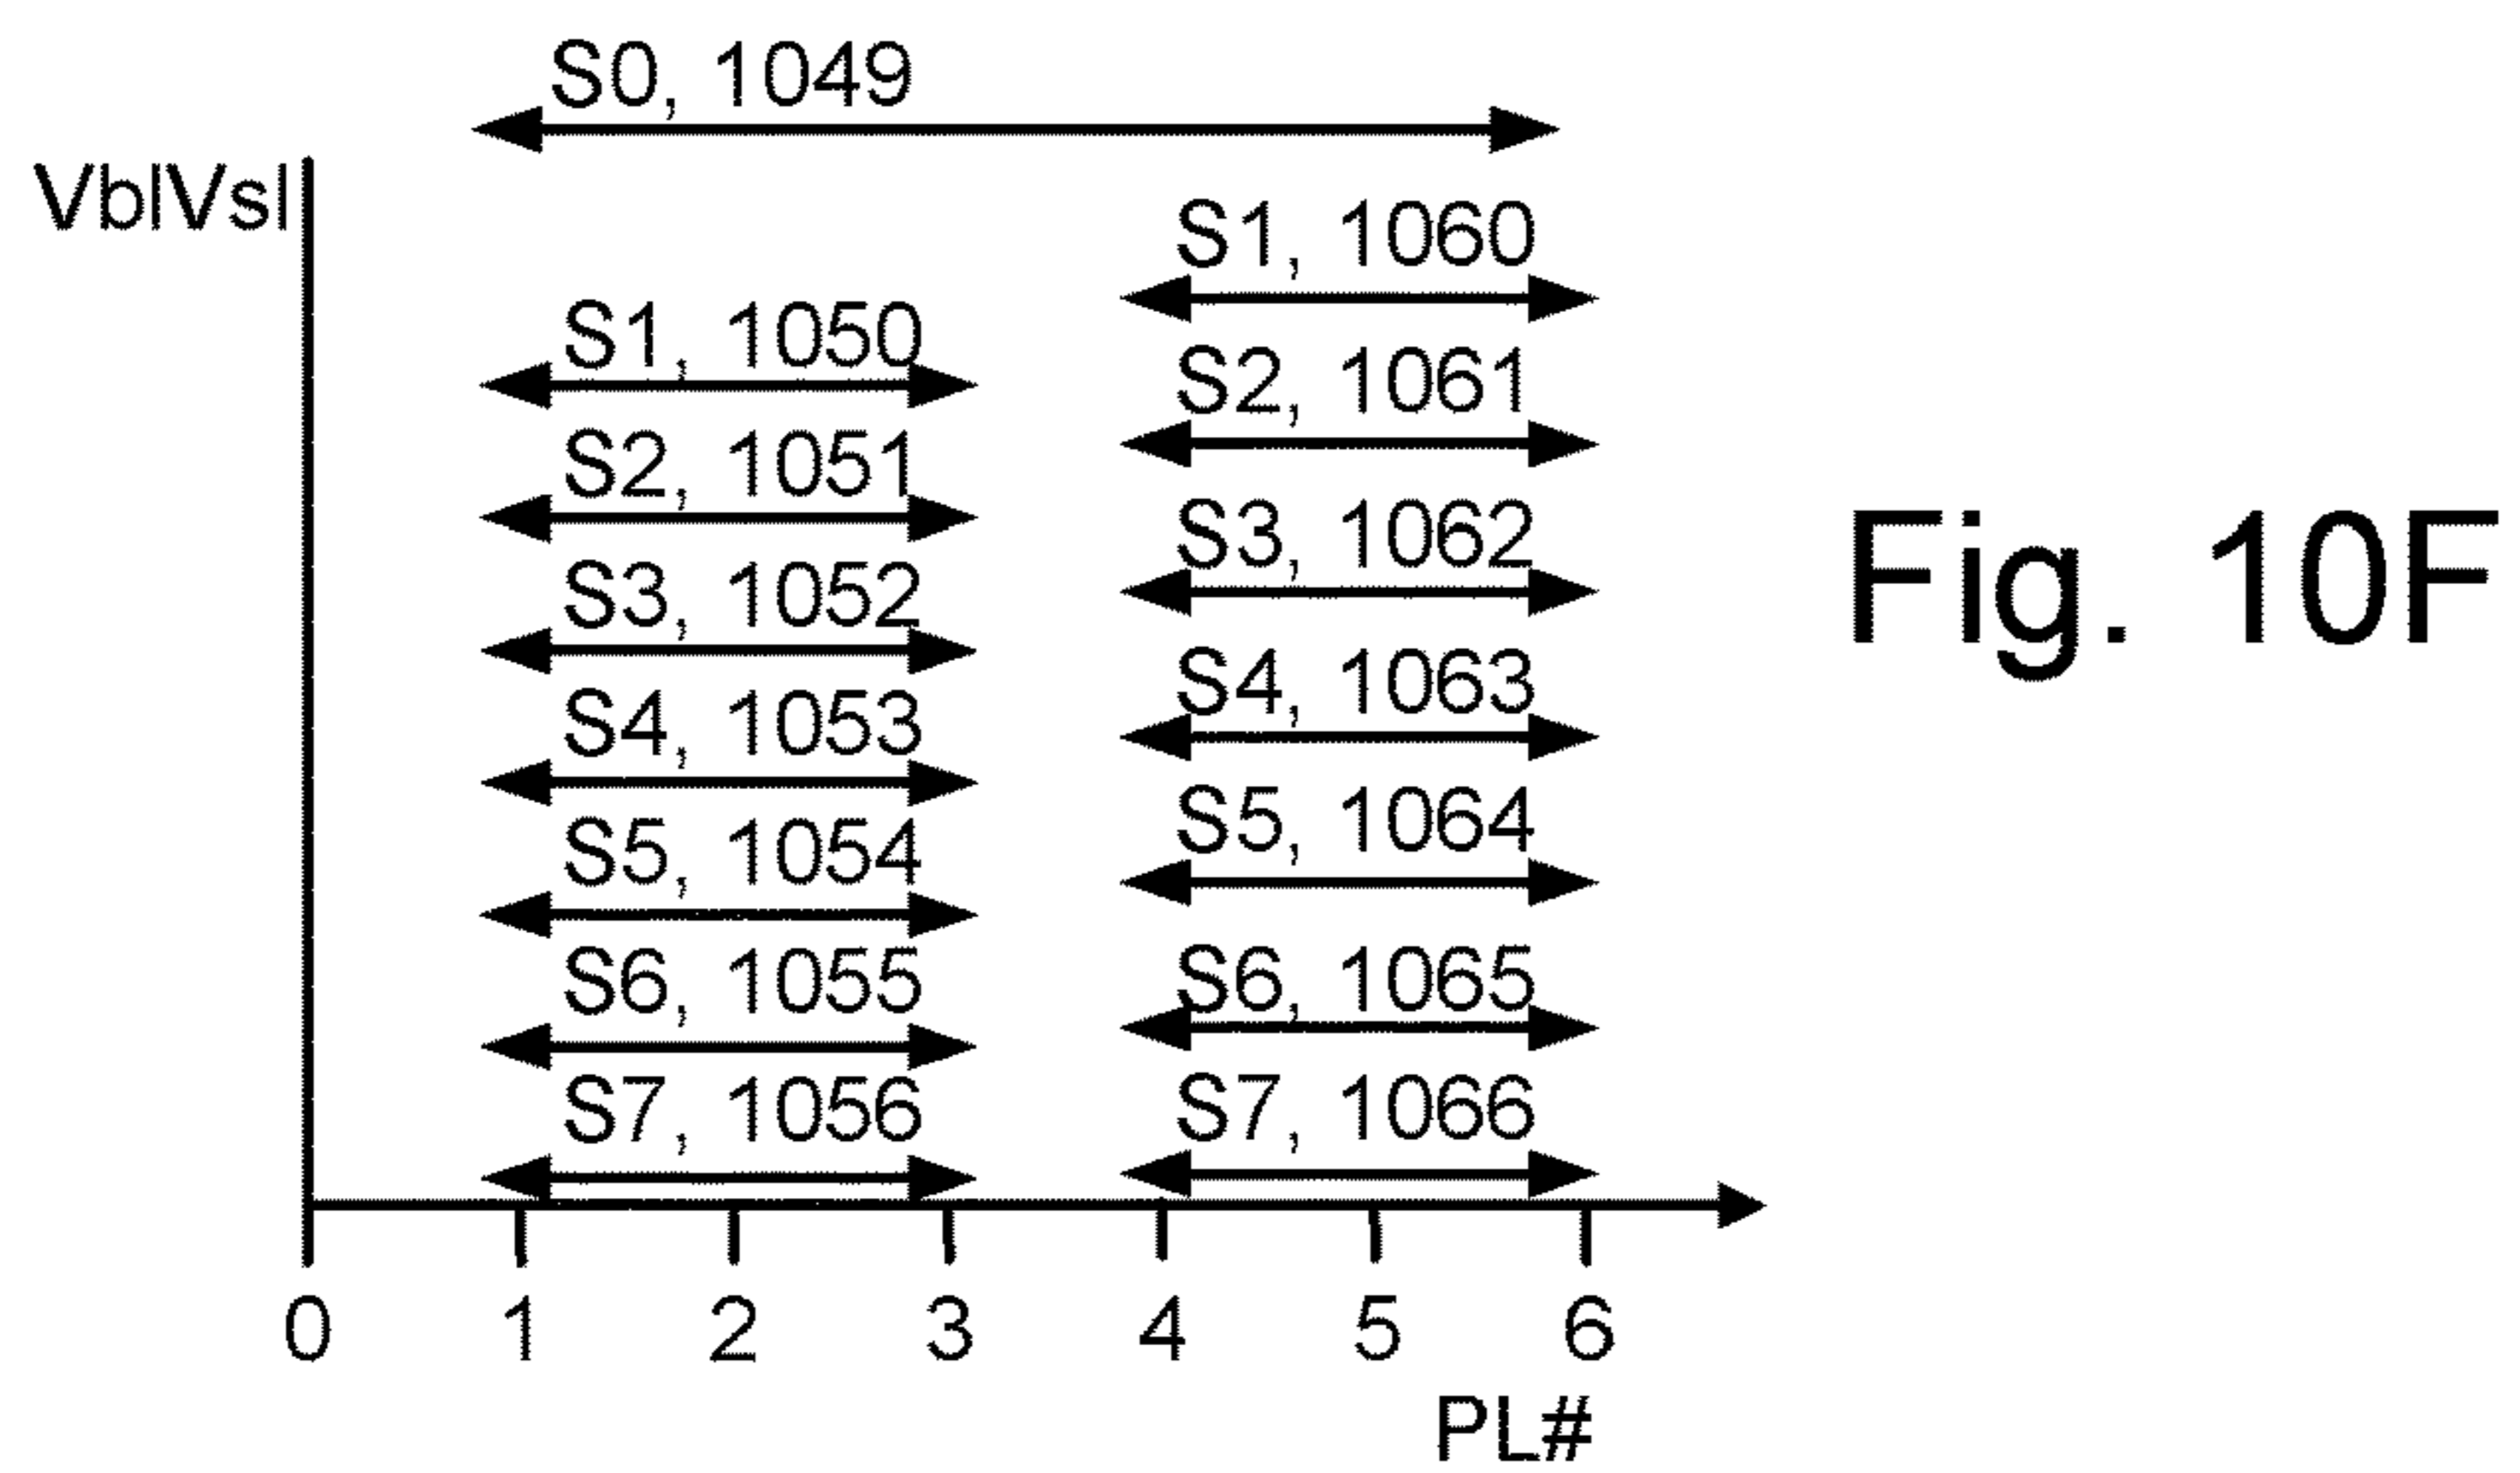 S0, 1049
VblVsl
S1, 1060
S1, 1050
S2, 1061
S2, 1051
S3, 1062
S3, 1052
S4, 1063
S4, 1053
S5, 1064
S5, 1054
S6, 1065
S6, 1055
S7, 1066
S7, 1056
0 1 2 3 4 5 6
PL#
Fig. 10F